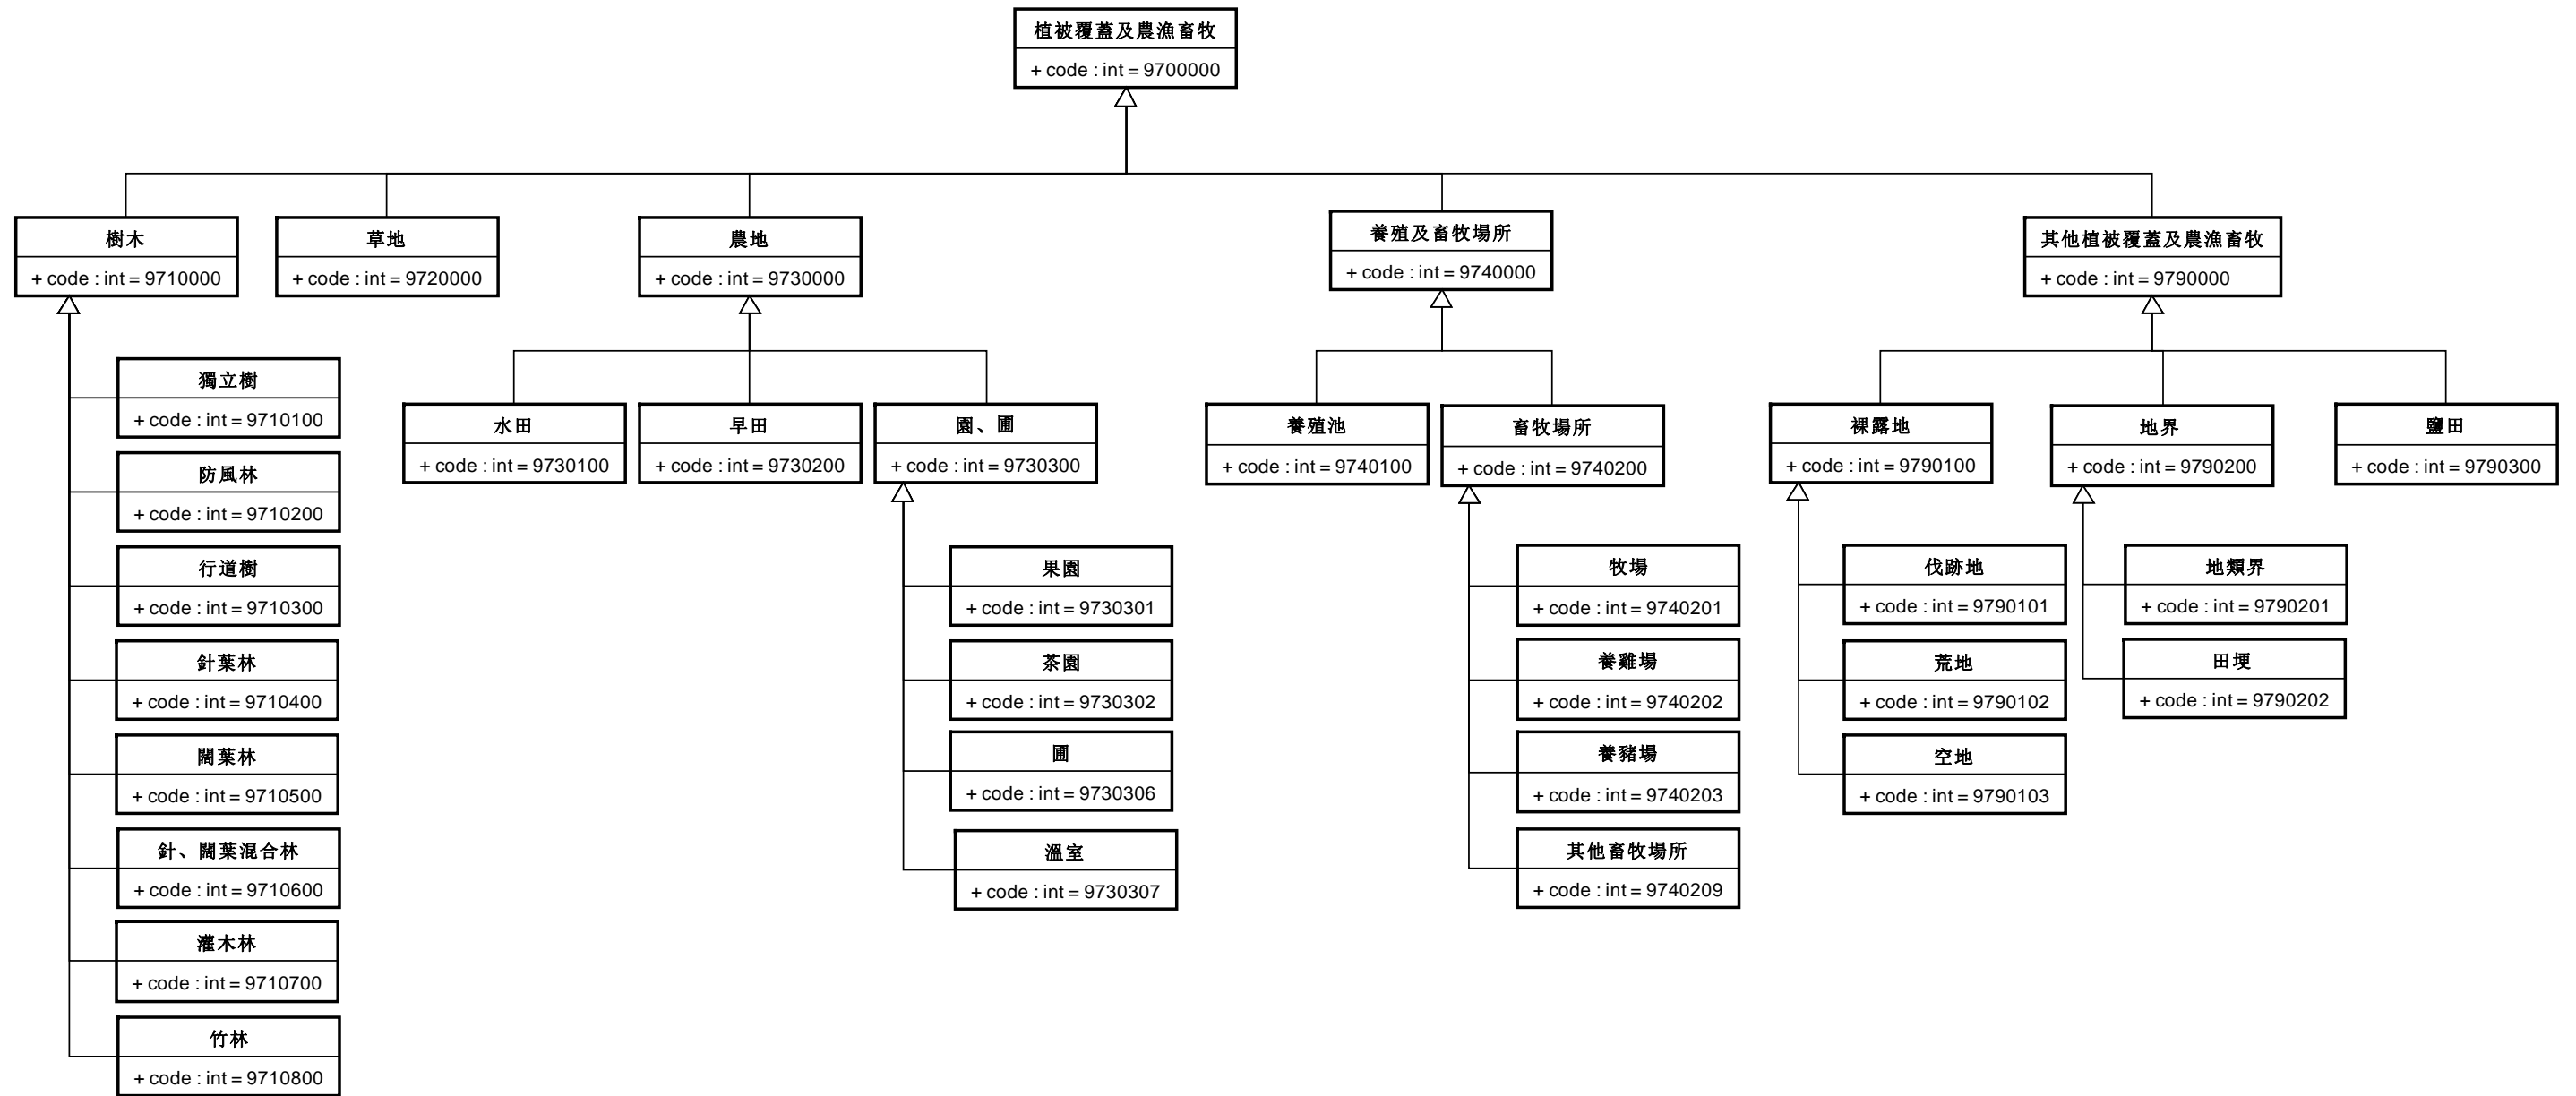 植被覆蓋及農漁畜牧
+ code : int = 9700000
樹木
+ code : int = 9710000
草地
+ code : int = 9720000
農地
+ code : int = 9730000
養殖及畜牧場所
+ code : int = 9740000
其他植被覆蓋及農漁畜牧
+ code : int = 9790000
獨立樹
+ code : int = 9710100
防風林
+ code : int = 9710200
行道樹
+ code : int = 9710300
針葉林
+ code : int = 9710400
闊葉林
+ code : int = 9710500
針、闊葉混合林
+ code : int = 9710600
灌木林
+ code : int = 9710700
竹林
+ code : int = 9710800
水田
+ code : int = 9730100
早田
+ code : int = 9730200
園、圃
+ code : int = 9730300
果園
+ code : int = 9730301
茶園
+ code : int = 9730302
圃
+ code : int = 9730306
溫室
+ code : int = 9730307
養殖池
+ code : int = 9740100
畜牧場所
+ code : int = 9740200
牧場
+ code : int = 9740201
養雞場
+ code : int = 9740202
養豬場
+ code : int = 9740203
其他畜牧場所
+ code : int = 9740209
裸露地
+ code : int = 9790100
伐跡地
+ code : int = 9790101
荒地
+ code : int = 9790102
空地
+ code : int = 9790103
地界
+ code : int = 9790200
地類界
+ code : int = 9790201
田埂
+ code : int = 9790202
鹽田
+ code : int = 9790300